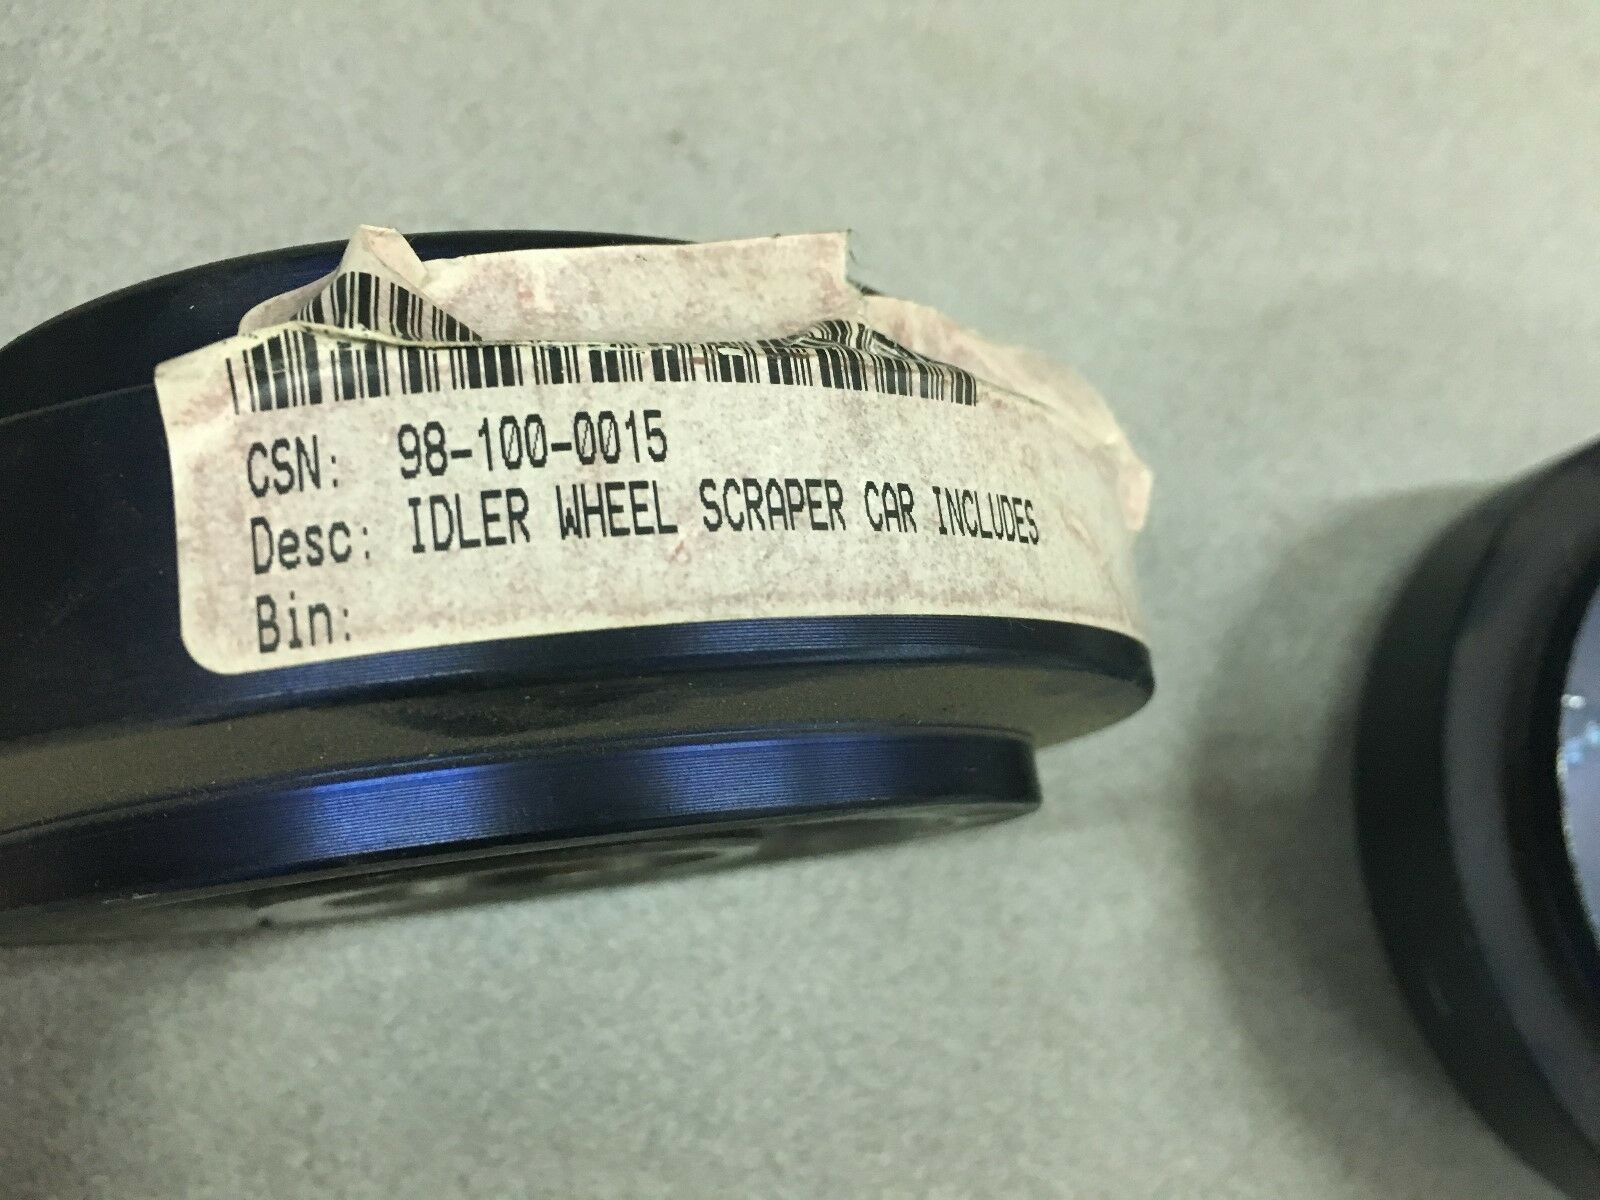 CSN: 98-100-0015
Desc: IDLER WHEEL SCRAPER CAR INCLUDES
Bin: